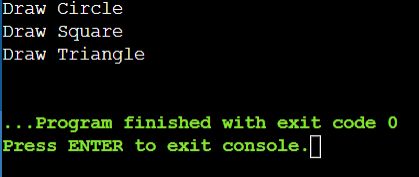 Draw Circle
Draw Square
Draw Triangle
...Program finished with exit code 0
Press ENTER to exit console.